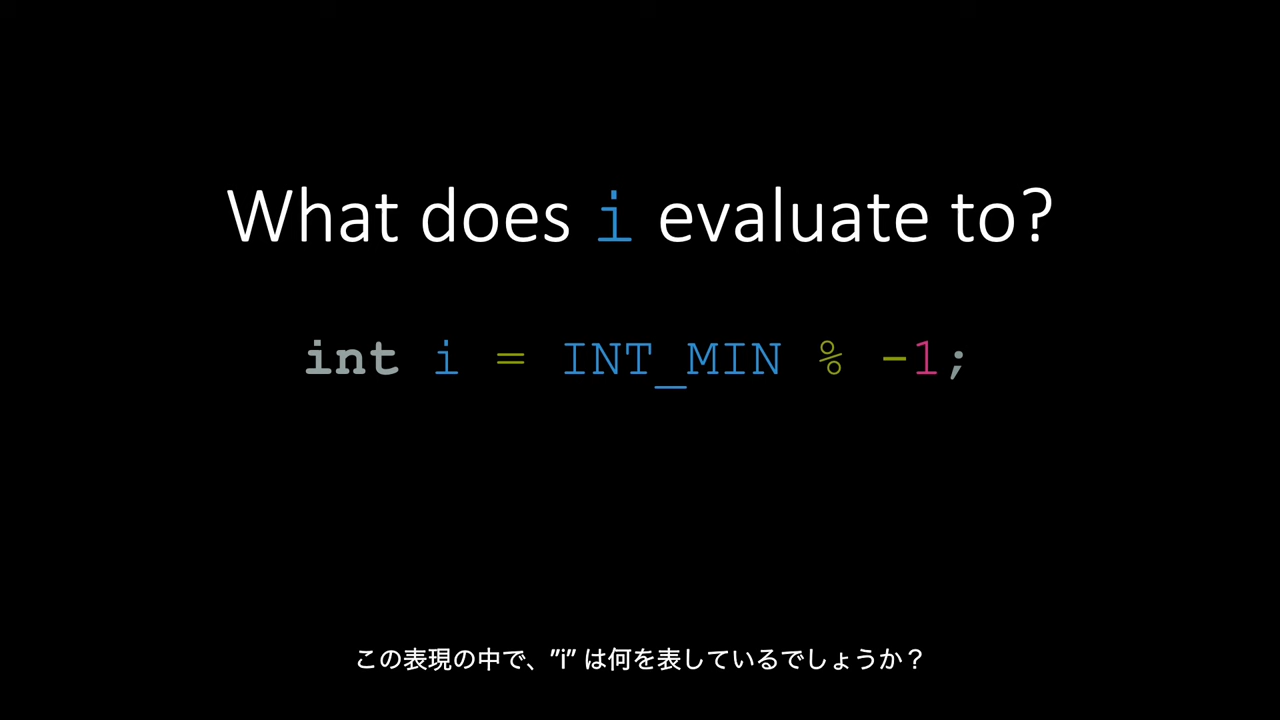 What does i evaluate to?
int i = INT_MIN % -1;
この表現の中で、”i” は何を表しているでしょうか？